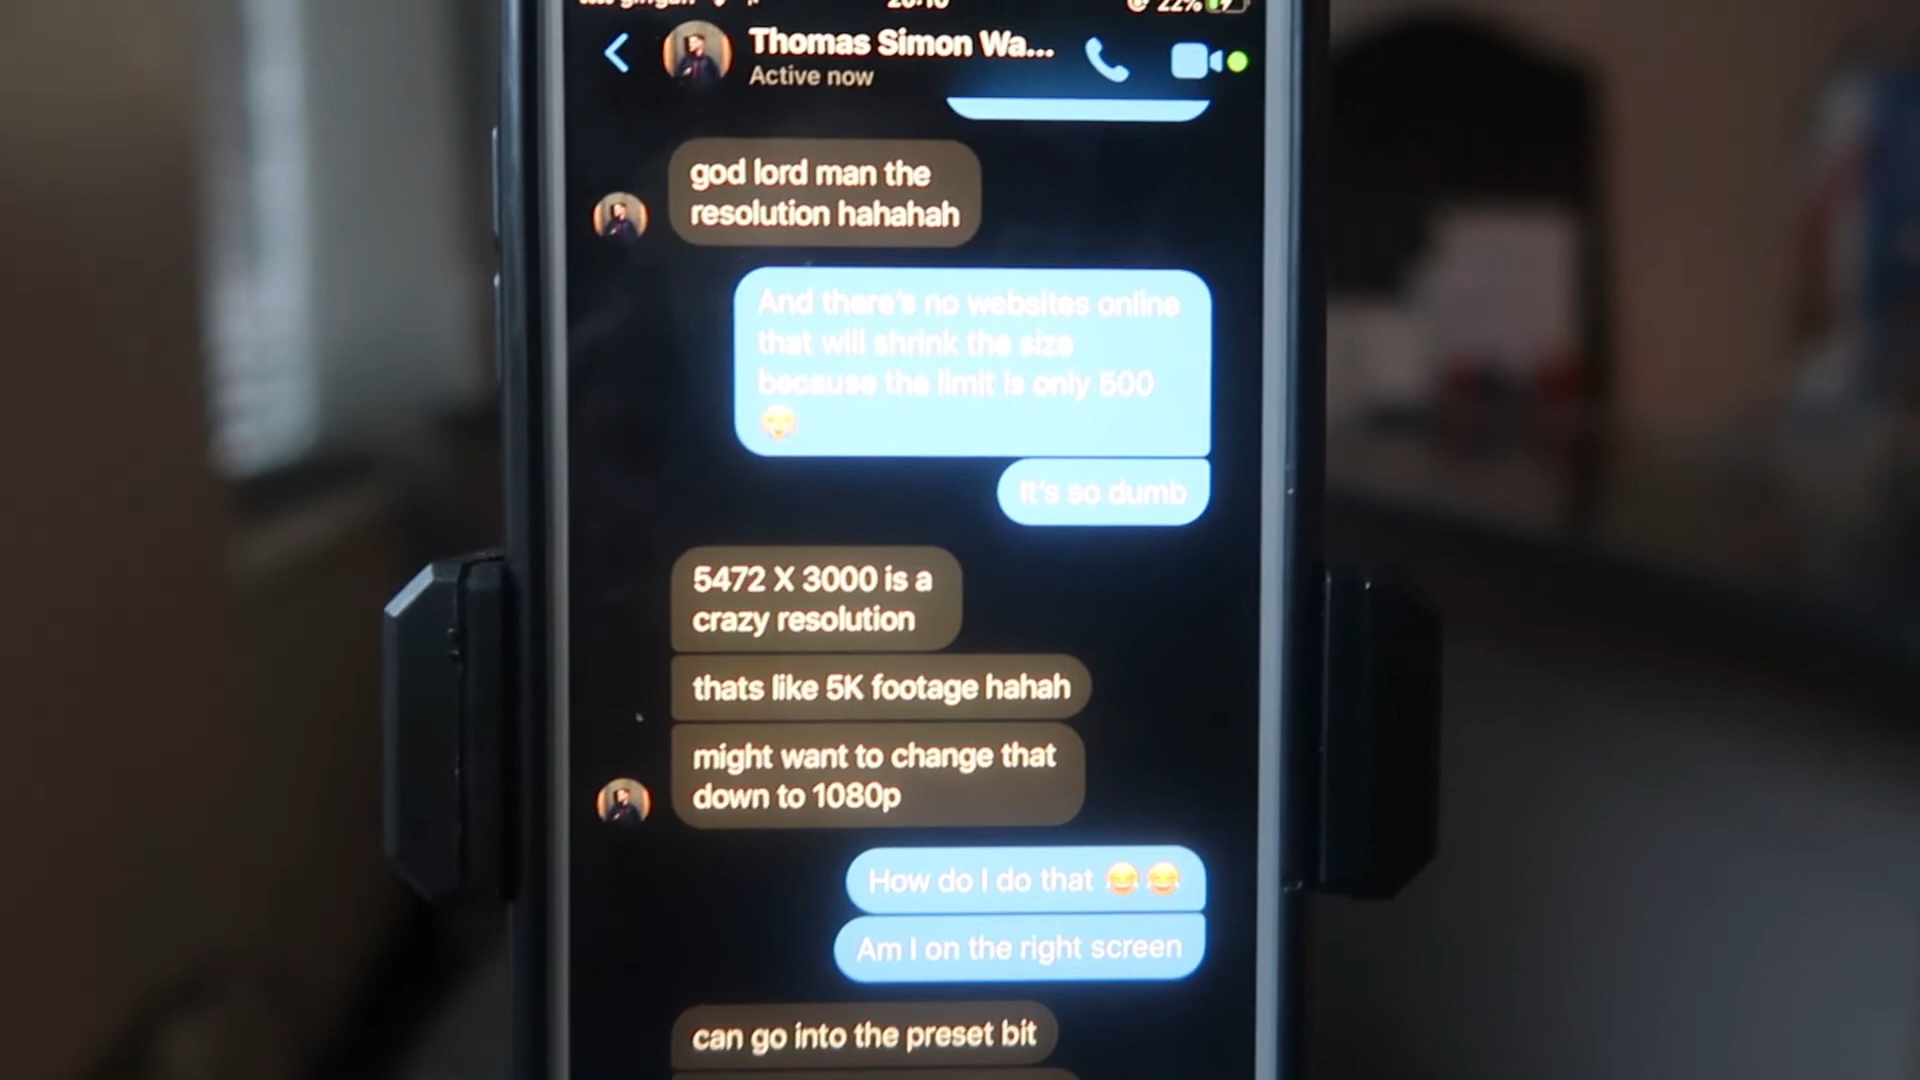 22%
Thomas Simon Wa...
Active now
god lord man the
resolution hahahah
And there's no websites online
that will shrink the size
because the limit is only 500
It's so dumb
5472 X 3000 is a
crazy resolution
thats like 5K footage hahah
might want to change that
down to 1080p
How do I do that 😂😂
Am I on the right screen
can go into the preset bit